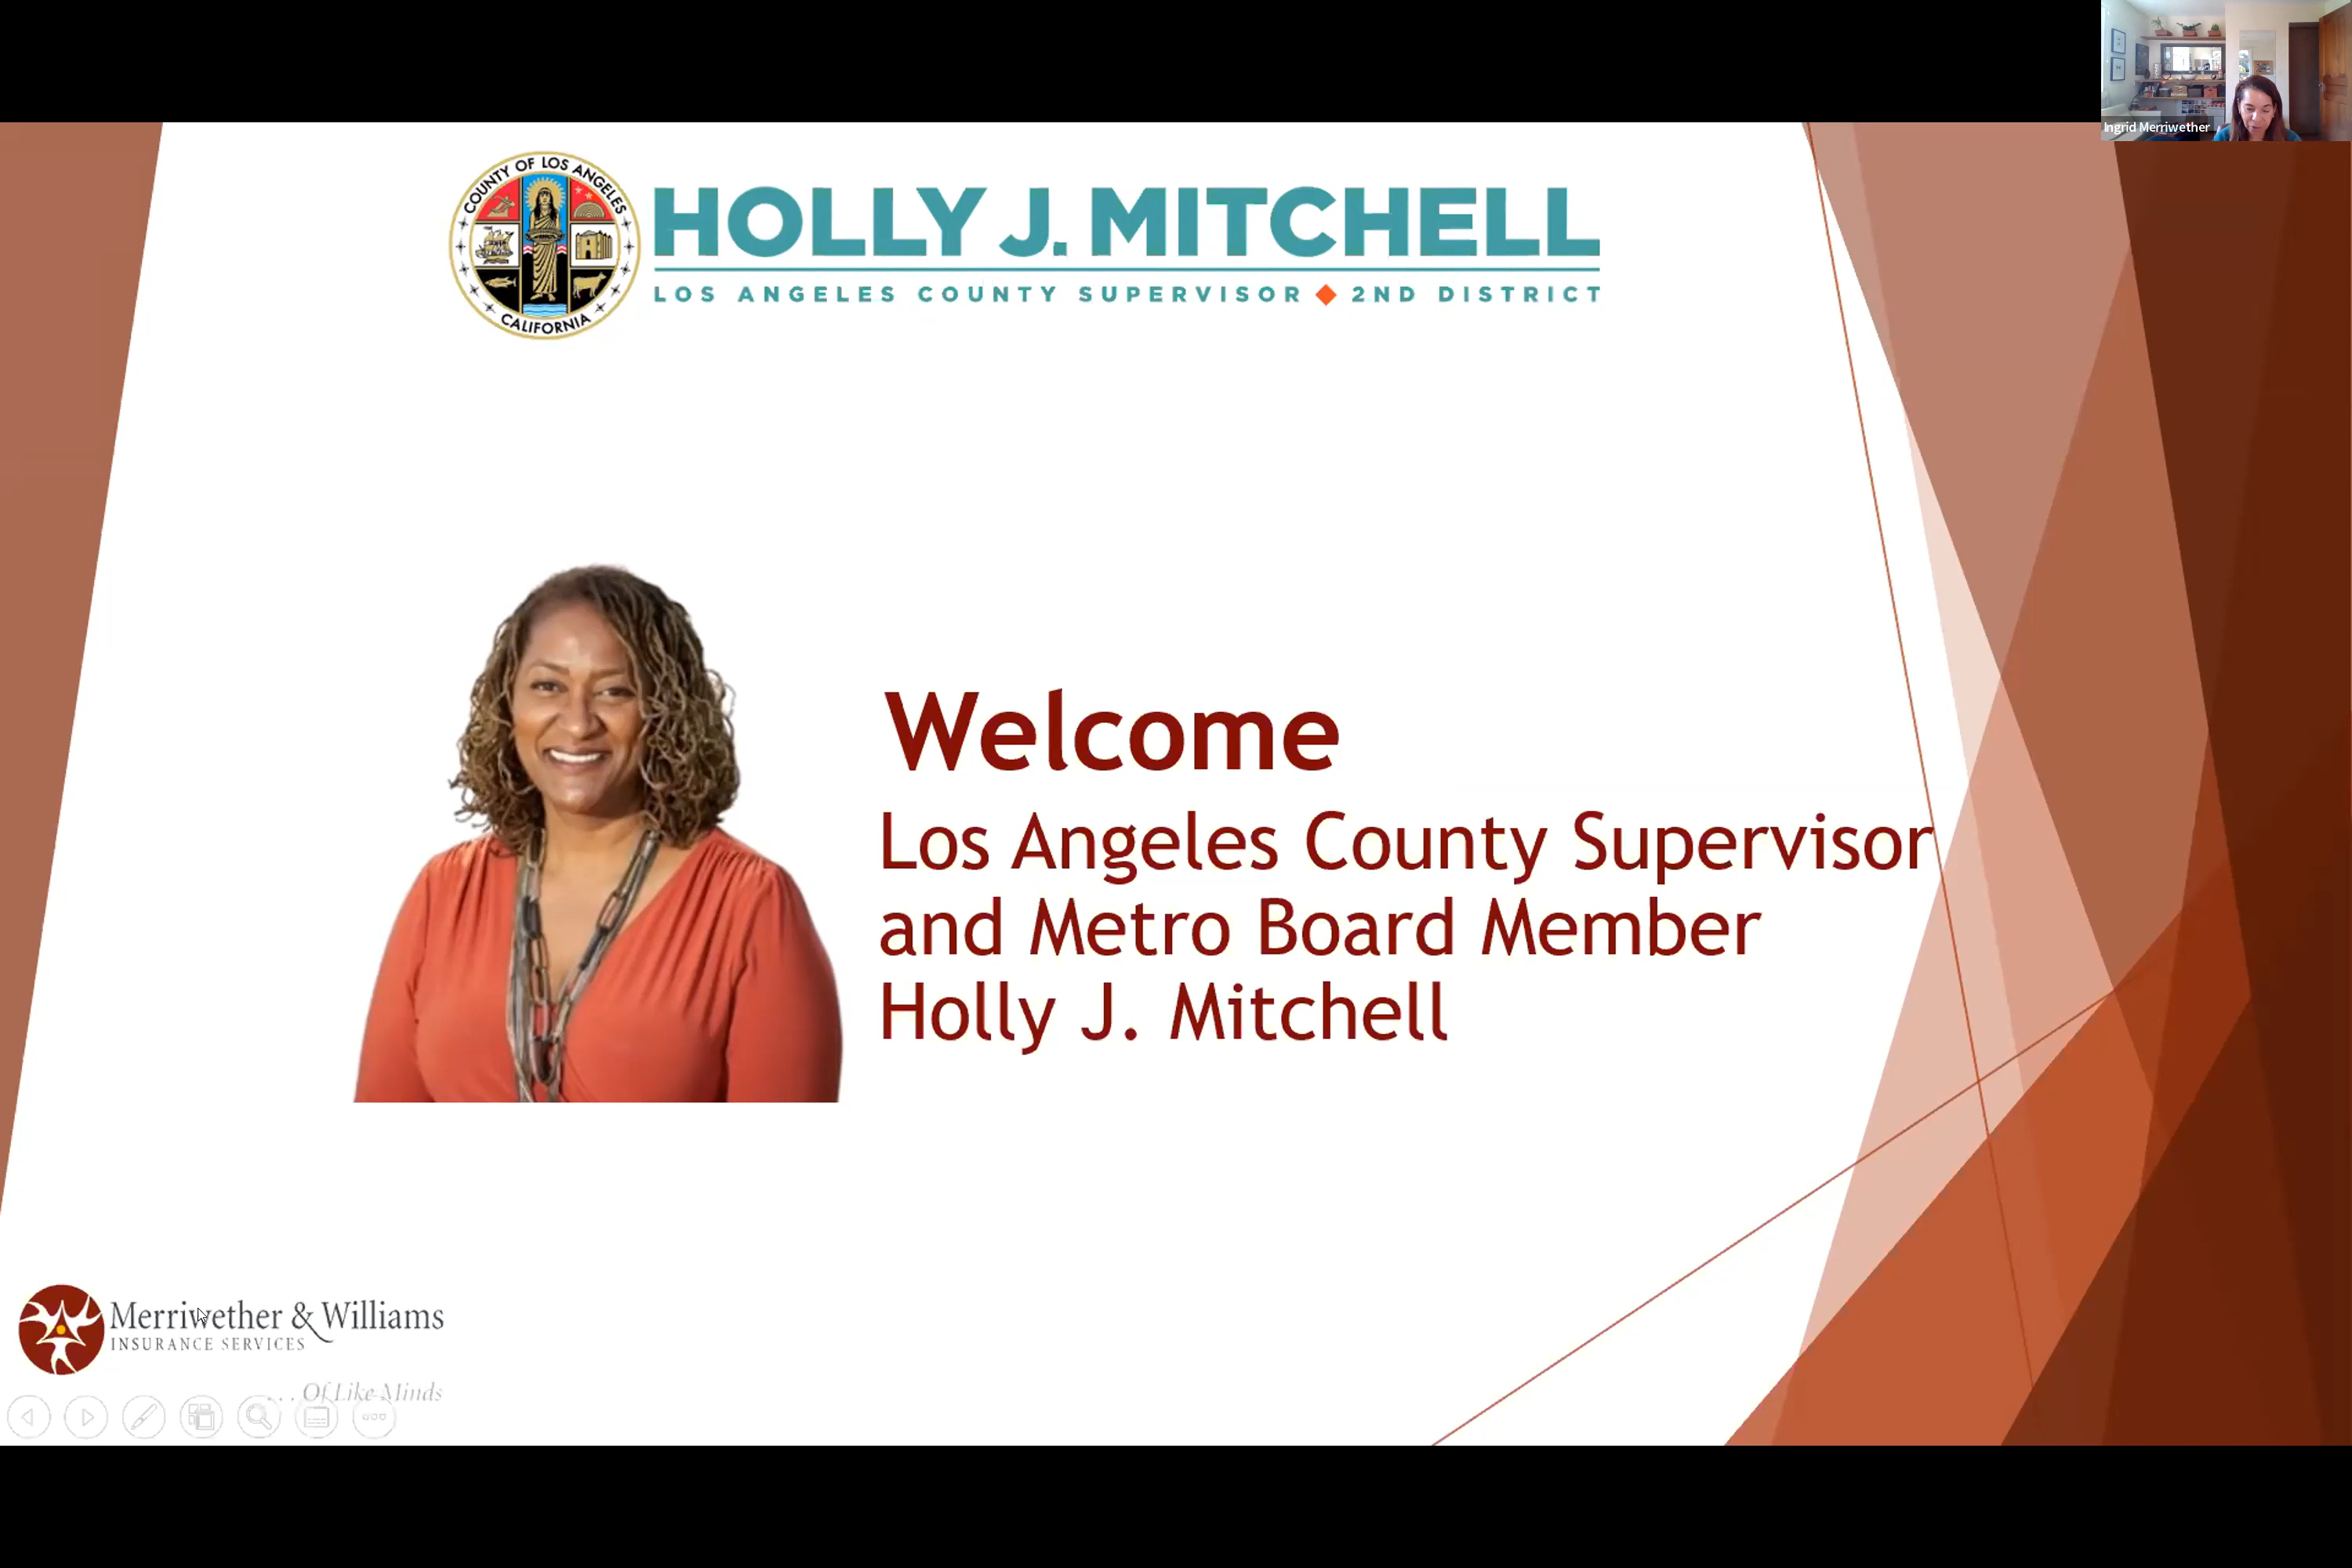 Ingrid Merriwether
COUNTY OF LOS ANGELES
CALIFORNIA
HOLLY J. MITCHELL
LOS ANGELES COUNTY SUPERVISOR ◆ 2ND DISTRICT
Welcome
Los Angeles County Supervisor
and Metro Board Member
Holly J. Mitchell
Merriwether & Williams
INSURANCE SERVICES
. . . Of Like Minds